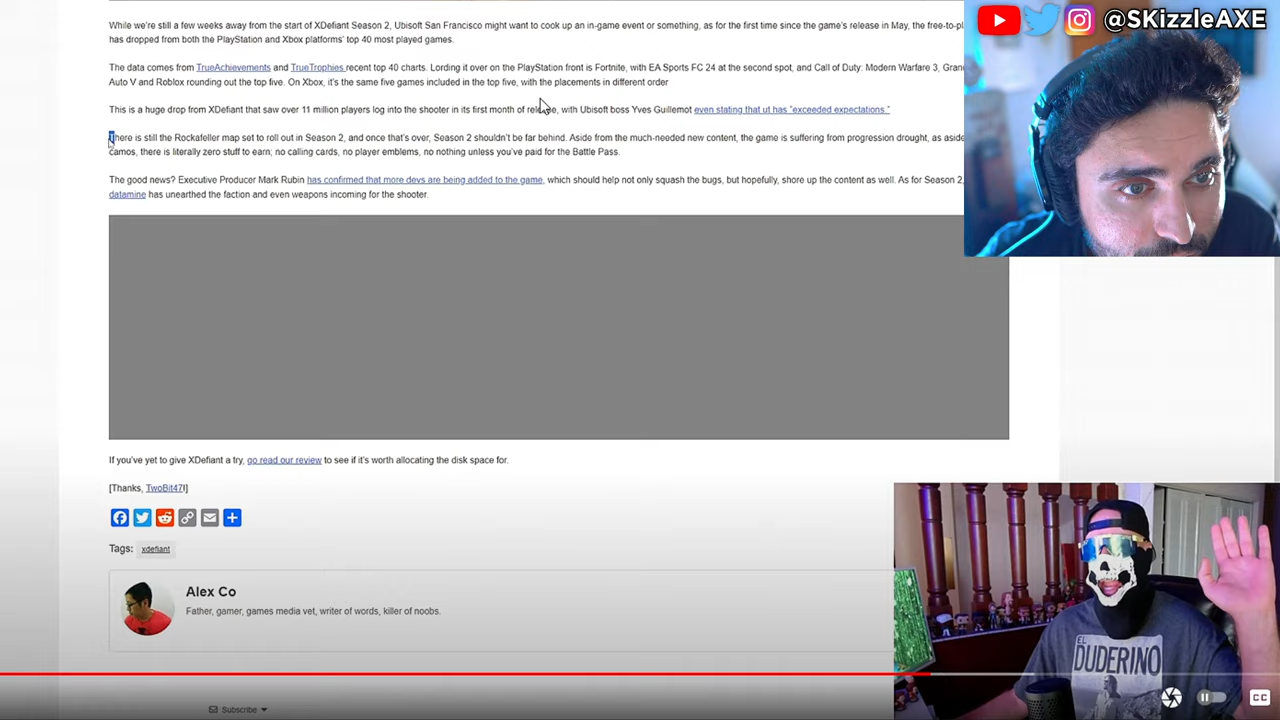 @SKizzleAXE
While we're still a few weeks away from the start of XDefiant Season 2, Ubisoft San Francisco might want to cook up an in-game event or something, as for the first time since the game's release in May, the free-to-pl
has dropped from both the PlayStation and Xbox platforms' top 40 most played games.
The data comes from TrueAchievements and TrueTrophies recent top 40 charts. Lording it over on the PlayStation front is Fortnite, with EA Sports FC 24 at the second spot, and Call of Duty: Modern Warfare 3, Gran
Auto V and Roblox rounding out the top five. On Xbox, it's the same five games included in the top five, with the placements in different order
This is a huge drop from XDefiant that saw over 11 million players log into the shooter in its first month of release, with Ubisoft boss Yves Guillemot even stating that ut has "exceeded expectations."
There is still the Rockafeller map set to roll out in Season 2, and once that's over, Season 2 shouldn't be far behind. Aside from the much-needed new content, the game is suffering from progression drought, as aside
camos, there is literally zero stuff to earn; no calling cards, no player emblems, no nothing unless you've paid for the Battle Pass.
The good news? Executive Producer Mark Rubin has confirmed that more devs are being added to the game, which should help not only squash the bugs, but hopefully, shore up the content as well. As for Season 2,
datamine has unearthed the faction and even weapons incoming for the shooter.
If you've yet to give XDefiant a try, go read our review to see if it's worth allocating the disk space for.
[Thanks, TwoBit47!]
Tags: xdefiant
Alex Co
Father, gamer, games media vet, writer of words, killer of noobs.
EL
DUDERINO
CC
Subscribe